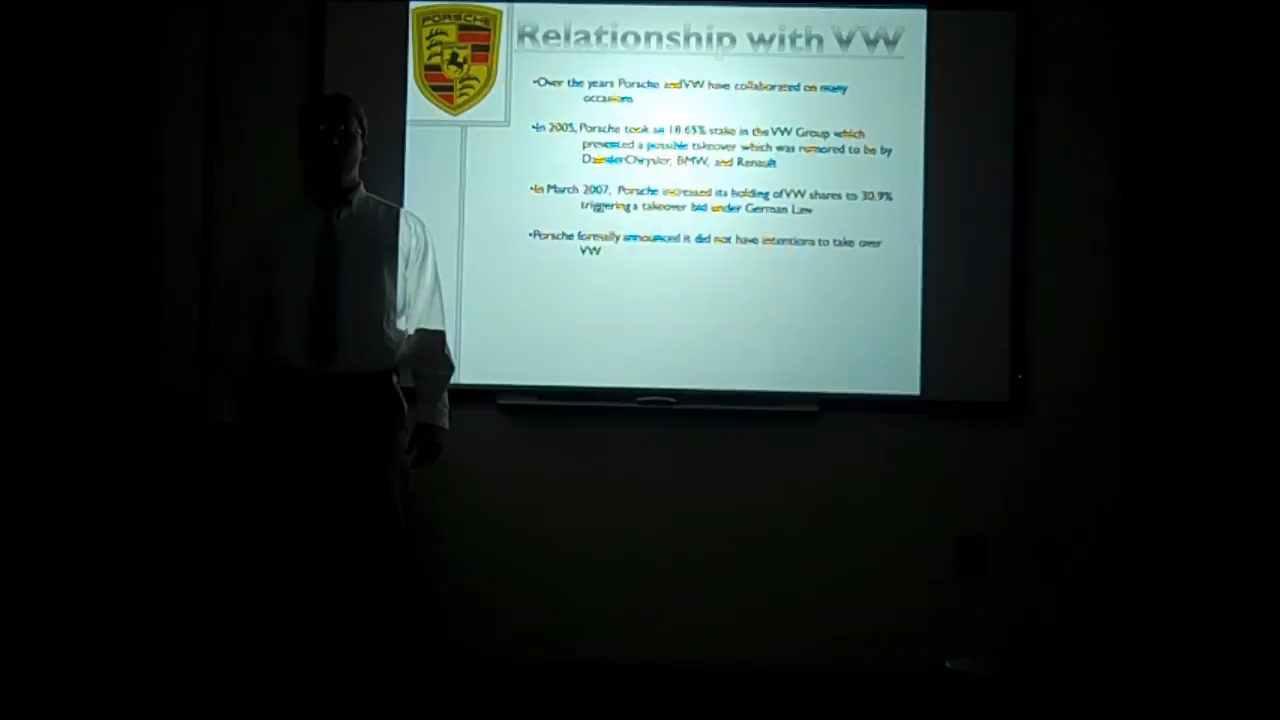 PORSCHE
Relationship with VW
•Over the years Porsche and VW have collaborated on many
occasions
•In 2005, Porsche took an 18.65% stake in the VW Group which
presented a possible takeover which was rumored to be by
DaimlerChrysler, BMW, and Renault
•In March 2007, Porsche increased its holding of VW shares to 30.9%
triggering a takeover bid under German Law
•Porsche formally announced it did not have intentions to take over
VW